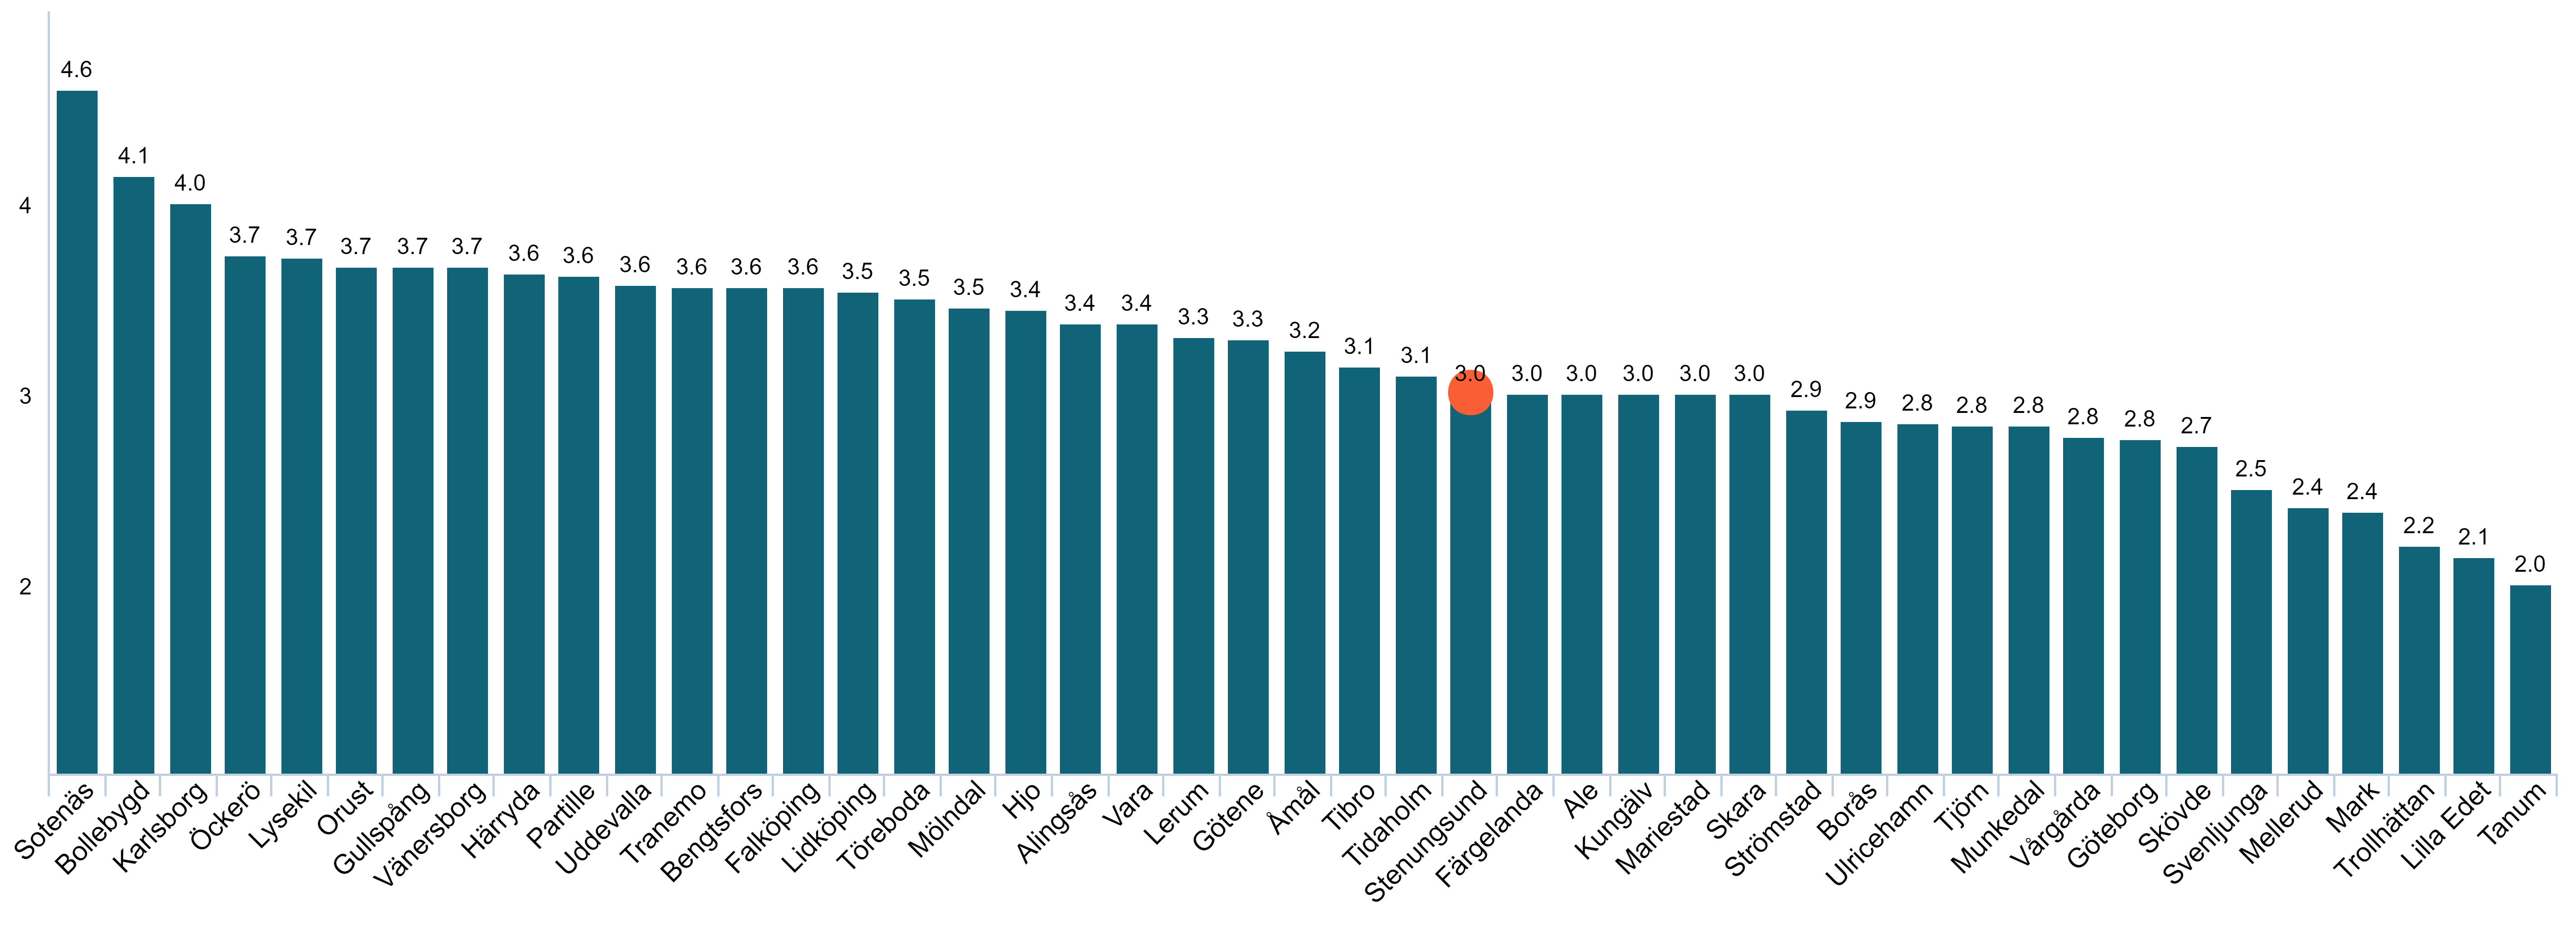 4.6
4.1
4.0
3.7
3.7
3.7
3.7
3.7
3.6
3.6
3.6
3.6
3.6
3.6
3.5
3.5
3.5
3.4
3.4
3.4
3.3
3.3
3.2
3.1
3.1
3.0
3.0
3.0
3.0
3.0
3.0
2.9
2.9
2.8
2.8
2.8
2.8
2.8
2.7
2.5
2.4
2.4
2.2
2.1
2.0
4
3
2
Sotenäs
Bollebygd
Karlsborg
Öckerö
Lysekil
Orust
Gullspång
Vänersborg
Härryda
Partille
Uddevalla
Tranemo
Bengtsfors
Falköping
Lidköping
Töreboda
Mölndal
Hjo
Alingsås
Vara
Lerum
Götene
Åmål
Tibro
Tidaholm
Stenungsund
Färgelanda
Ale
Kungälv
Mariestad
Skara
Strömstad
Borås
Ulricehamn
Tjörn
Munkedal
Vårgårda
Göteborg
Skövde
Svenljunga
Mellerud
Mark
Trollhättan
Lilla Edet
Tanum